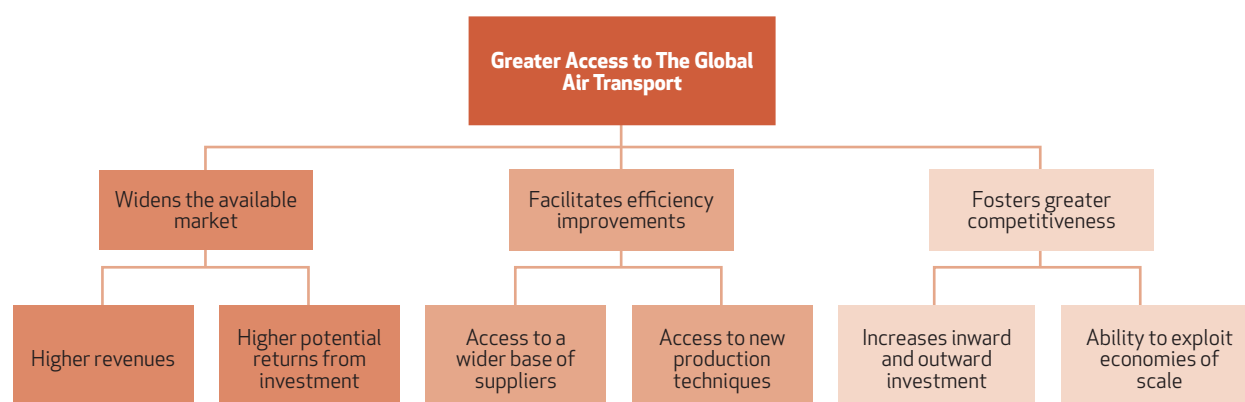 Greater Access to The Global
Air Transport
Widens the available
market
Facilitates efficiency
improvements
Fosters greater
competitiveness
Higher revenues
Higher potential
returns from
investment
Access to a
wider base of
suppliers
Access to new
production
techniques
Increases inward
and outward
investment
Ability to exploit
economies of
scale